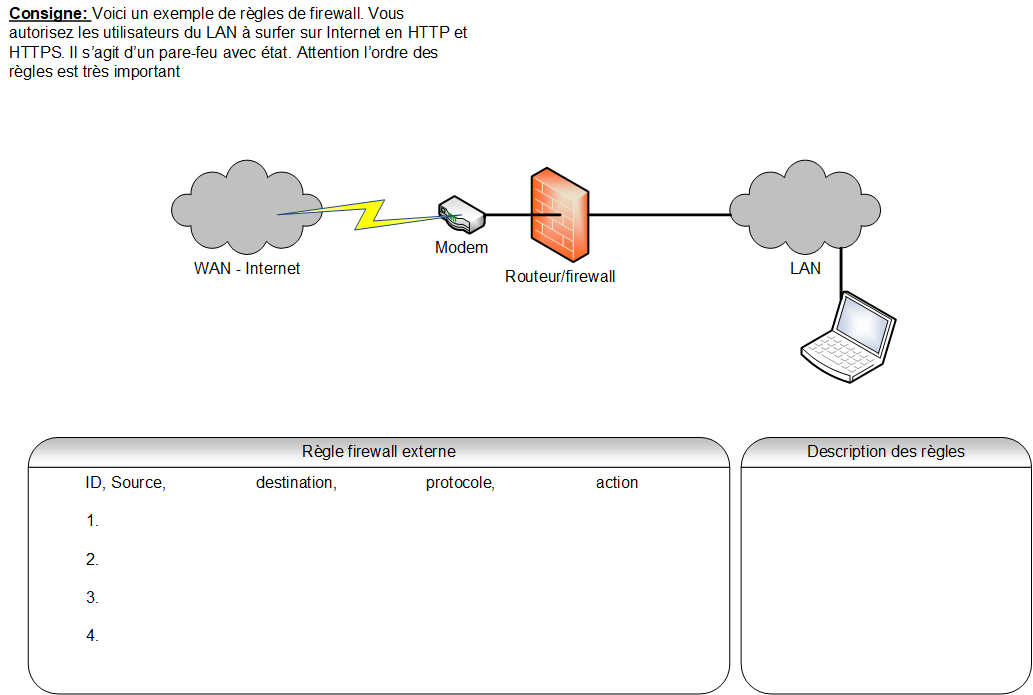 Consigne: Voici un exemple de règles de firewall. Vous
autorisez les utilisateurs du LAN à surfer sur Internet en HTTP et
HTTPS. Il s’agit d’un pare-feu avec état. Attention l’ordre des
règles est très important
WAN - Internet
Modem
Routeur/firewall
LAN
Règle firewall externe
ID, Source, destination, protocole, action
1.
2.
3.
4.
Description des règles